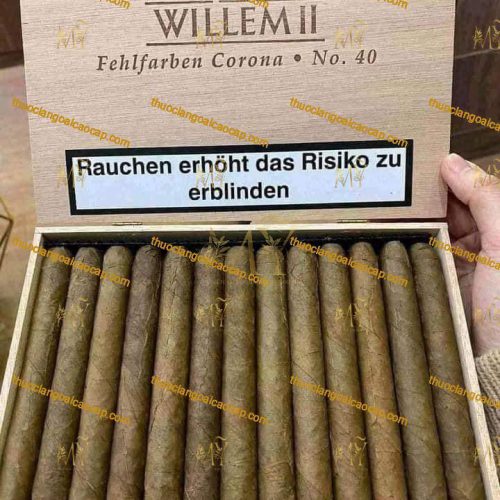 WILLEM II
Fehlfarben Corona • No. 40
Rauchen erhöht das Risiko zu
erblinden
thuoclangoaicaocap.com